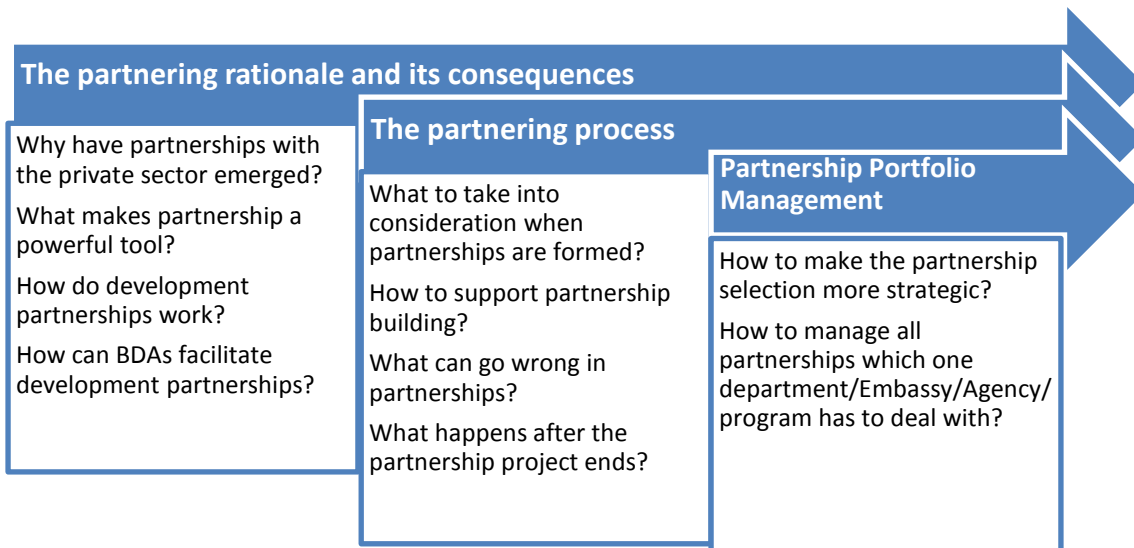 The partnering rationale and its consequences
Why have partnerships with
the private sector emerged?
What makes partnership a
powerful tool?
How do development
partnerships work?
How can BDAs facilitate
development partnerships?
The partnering process
What to take into
consideration when
partnerships are formed?
How to support partnership
building?
What can go wrong in
partnerships?
What happens after the
partnership project ends?
Partnership Portfolio
Management
How to make the partnership
selection more strategic?
How to manage all
partnerships which one
department/Embassy/Agency/
program has to deal with?